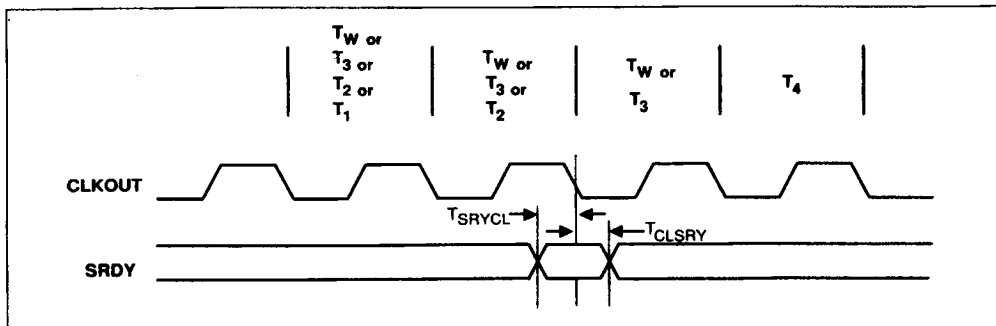 TW or
T3 or
T2 or
T1
TW or
T3 or
T2
TW or
T3
T4
CLKOUT
TSRYCL
TCLSRY
SRDY